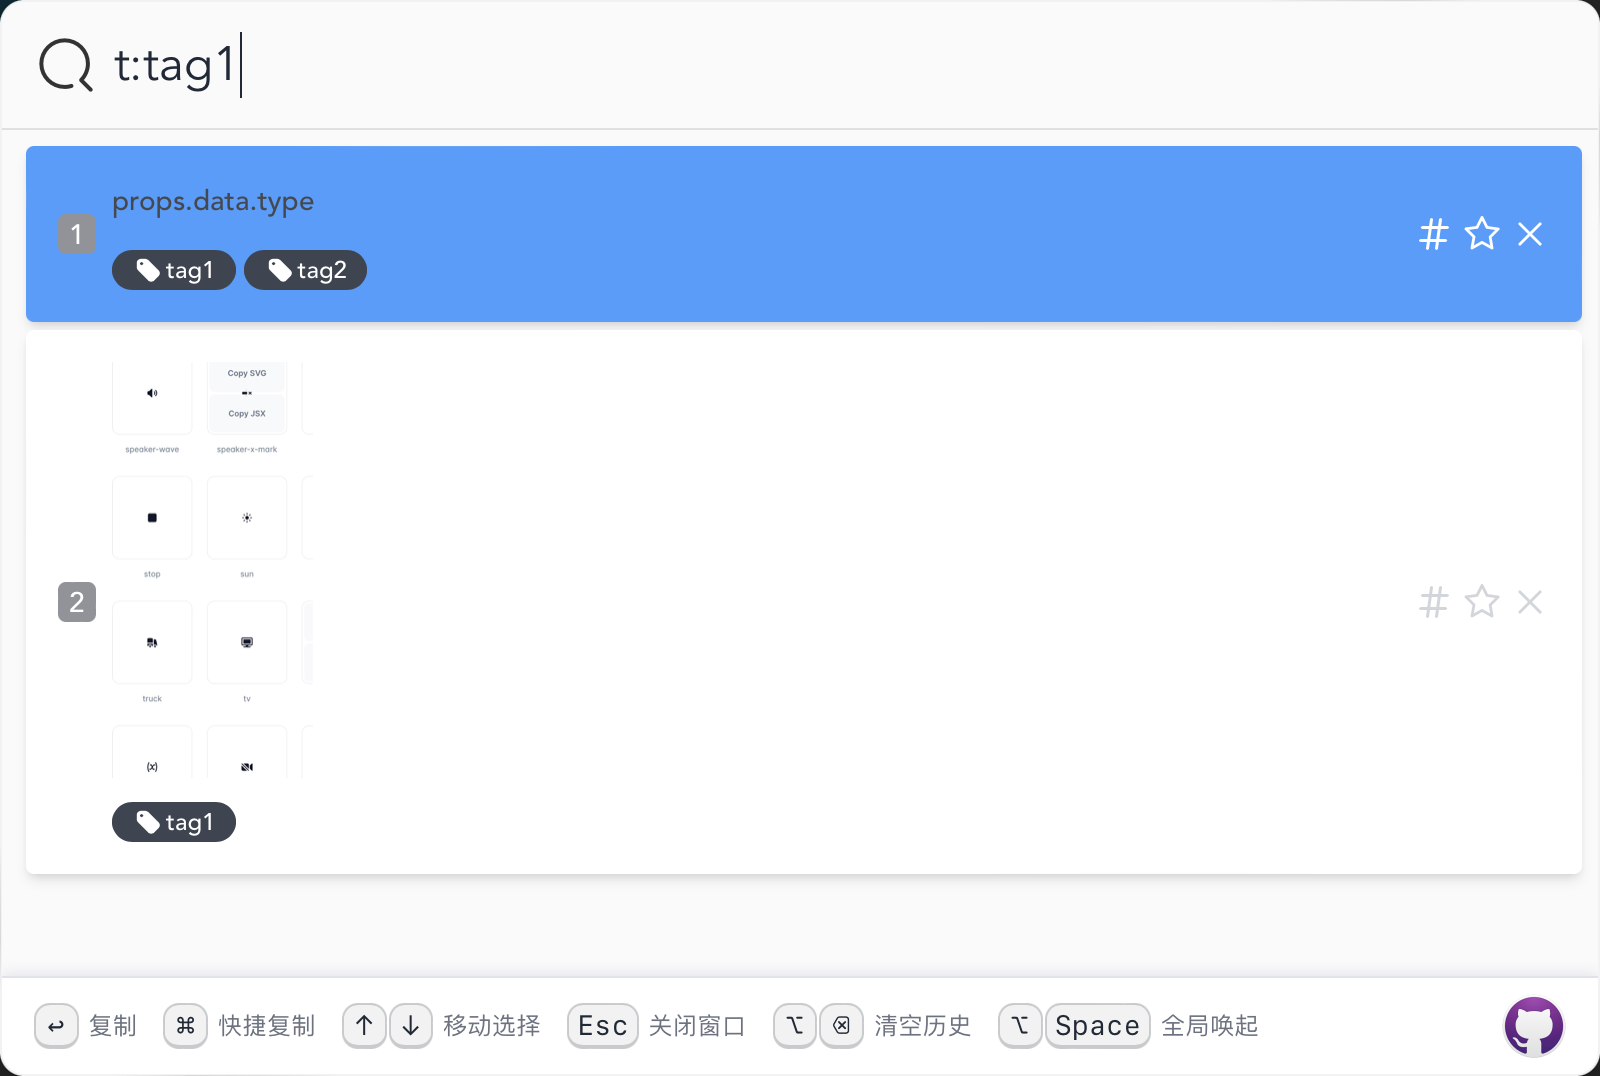 t:tag1
props.data.type
1
tag1 tag2
Copy SVG
Copy JSX
speaker-wave speaker-x-mark
stop sun
2
truck tv
(x)
tag1
↩ 复制 ⌘ 快捷复制 ↑ ↓ 移动选择 Esc 关闭窗口 ⌥ ⌫ 清空历史 ⌥ Space 全局唤起